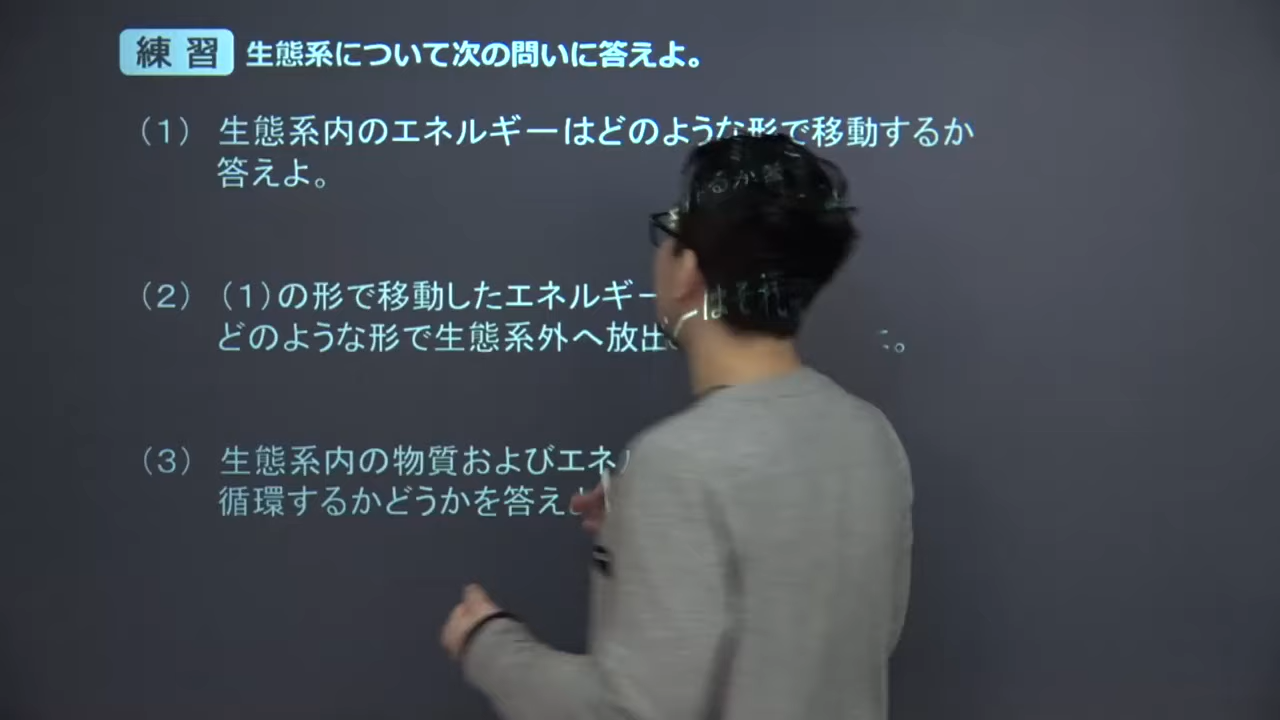 練習 生態系について次の問いに答えよ。
(1) 生態系内のエネルギーはどのような形で移動するか
答えよ。
(2) (1)の形で移動したエネルギー はそれ
どのような形で生態系外へ放出 。
(3) 生態系内の物質およびエネ
循環するかどうかを答え